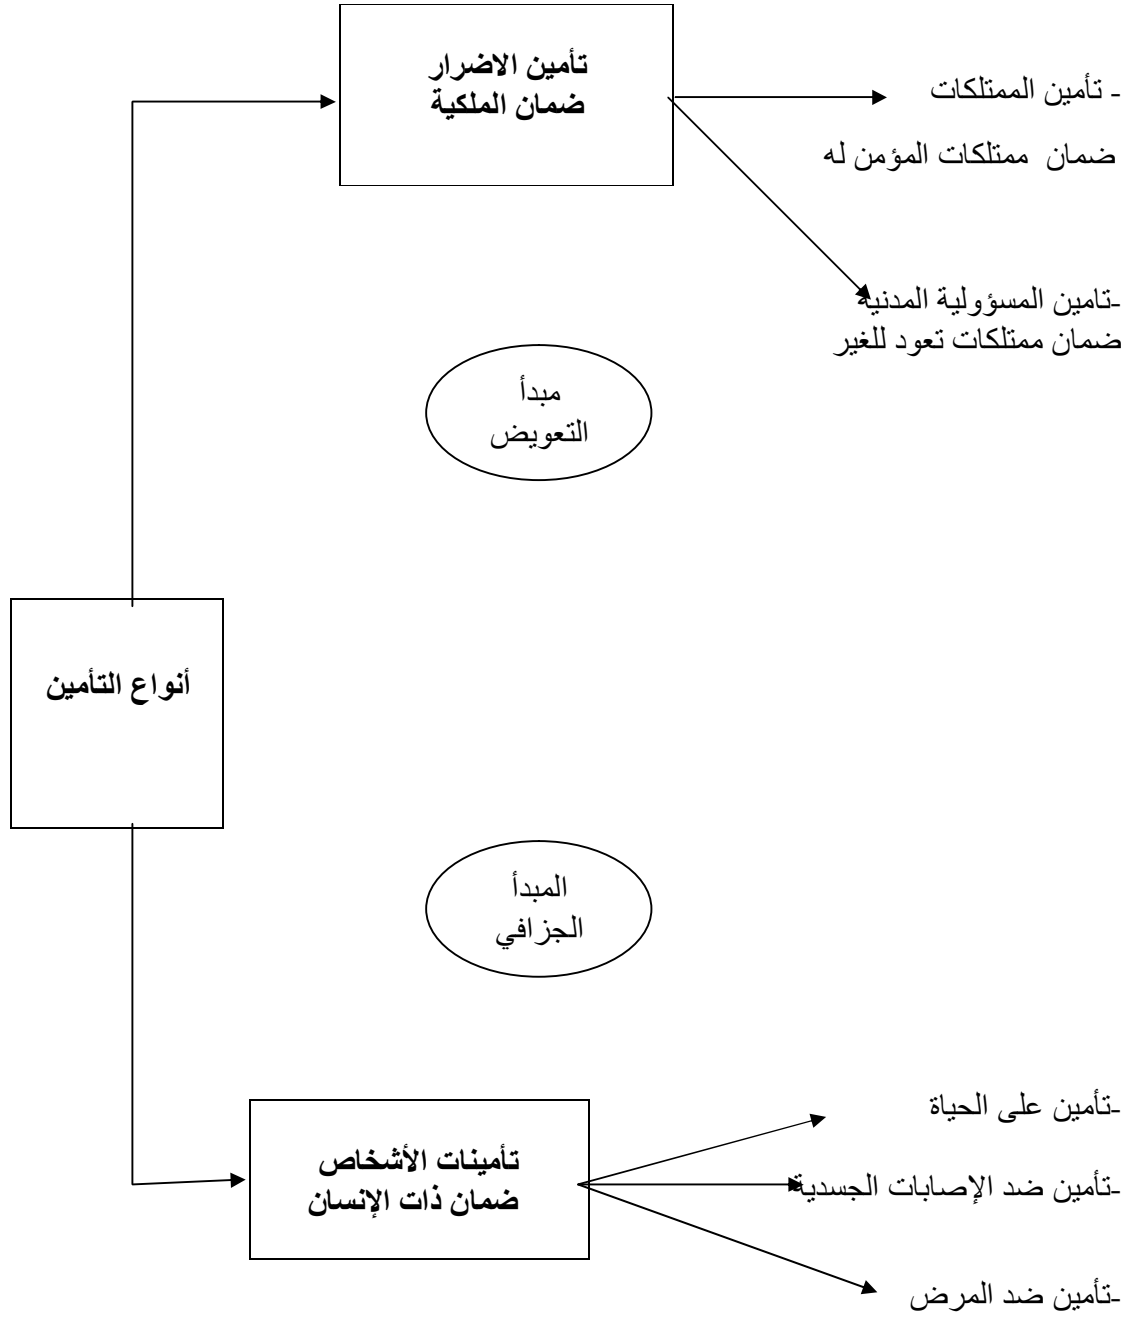 تأمين الاضرار
ضمان الملكية
- تأمين الممتلكات
ضمان ممتلكات المؤمن له
-تامين المسؤولية المدنية
ضمان ممتلكات تعود للغير
مبدأ
التعويض
أنواع التأمين
المبدأ
الجزافي
تأمينات الأشخاص
ضمان ذات الإنسان
-تأمين على الحياة
-تأمين ضد الإصابات الجسدية
-تأمين ضد المرض